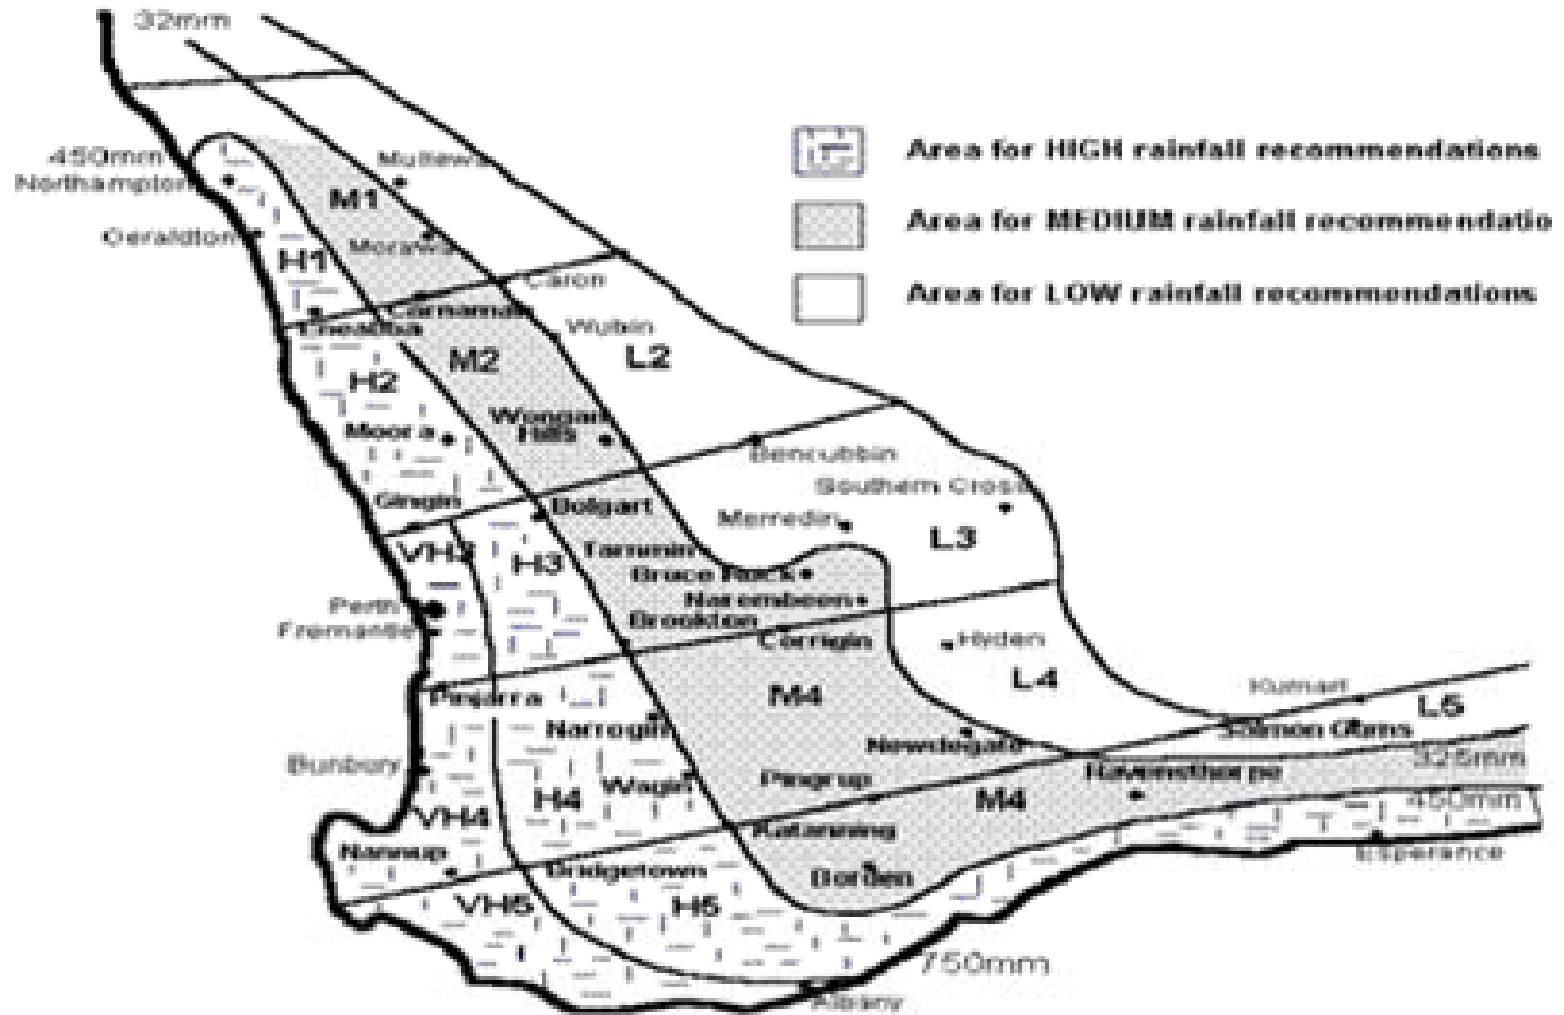 32mm
450mm
Northampton
Mullewa
M1
Geraldton
Morawa
H1
Caron
Carnamah
Eneabba
Wubin
M2
L2
H2
Wongan
Hills
Moora
Bencubbin
Southern Cross
Gingin
Dolgart
Merredin
L3
VH3
H3
Tammin
Bruce Rock
Narembeen
Perth
Fremantle
Brookton
Corrigin
Hyden
L4
Pinjarra
M4
Kumarl
L5
Narrogin
Salmon Gums
Newdegate
325mm
Bunbury
Pingrup
Ravensthorpe
Wagin
H4
M4
450mm
VH4
Katanning
Nannup
Esperance
Bridgetown
Borden
VH5
H5
750mm
Albany
Area for HIGH rainfall recommendations
Area for MEDIUM rainfall recommendatio
Area for LOW rainfall recommendations